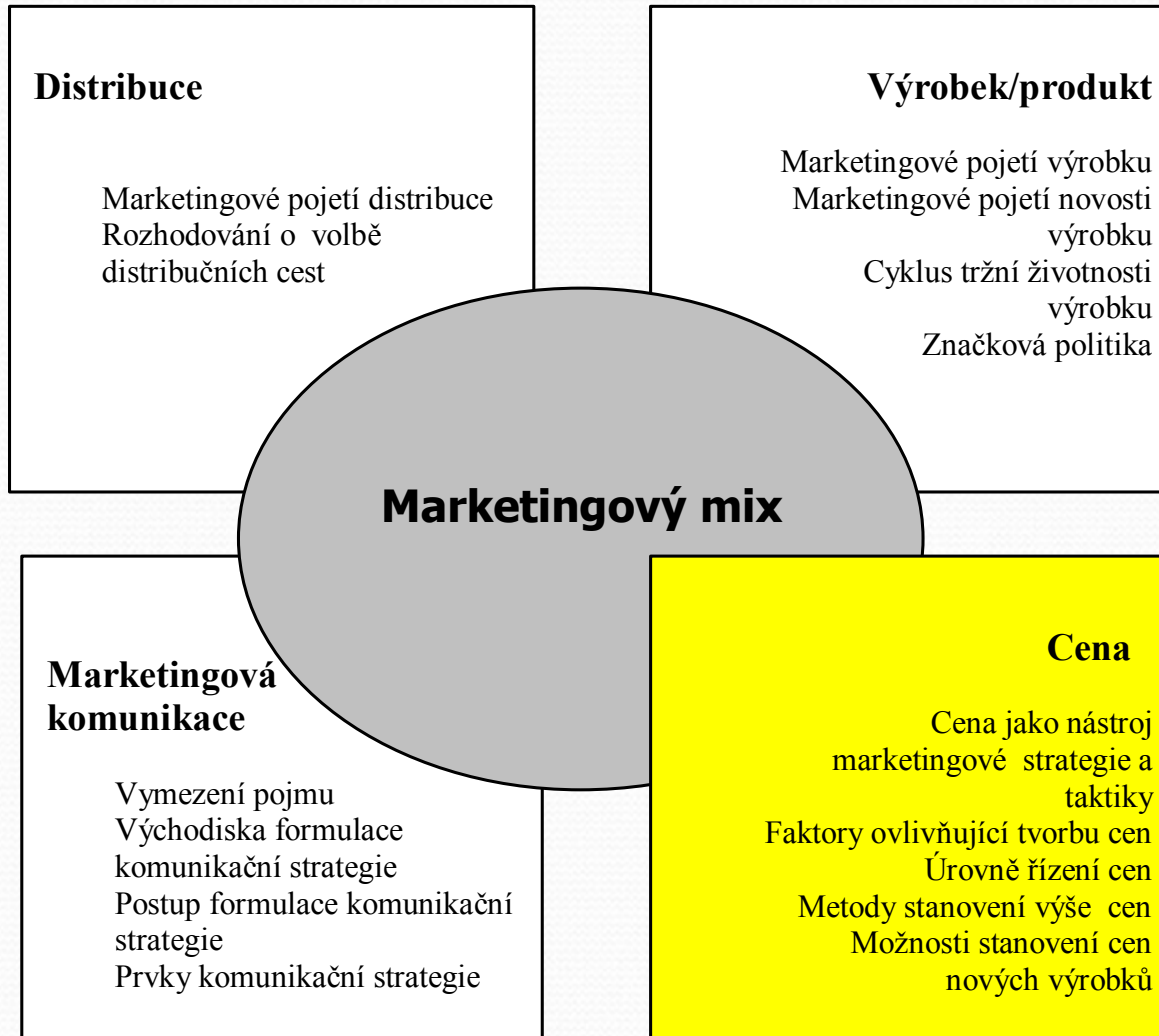 Distribuce
Marketingové pojetí distribuce
Rozhodování o volbě
distribučních cest
Výrobek/produkt
Marketingové pojetí výrobku
Marketingové pojetí novosti
výrobku
Cyklus tržní životnosti
výrobku
Značková politika
Marketingový mix
Marketingová
komunikace
Vymezení pojmu
Východiska formulace
komunikační strategie
Postup formulace komunikační
strategie
Prvky komunikační strategie
Cena
Cena jako nástroj
marketingové strategie a
taktiky
Faktory ovlivňující tvorbu cen
Úrovně řízení cen
Metody stanovení výše cen
Možnosti stanovení cen
nových výrobků